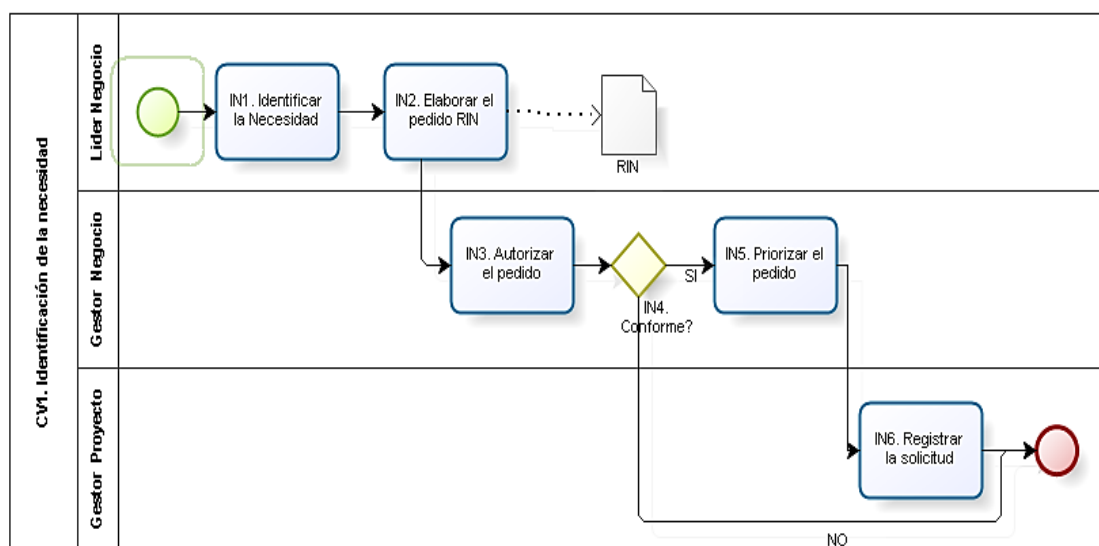 CV1. Identificación de la necesidad
Líder Negocio
IN1. Identificar
la Necesidad
IN2. Elaborar el
pedido RIN
RIN
Gestor Negocio
IN3. Autorizar
el pedido
IN4.
Conforme?
SI
IN5. Priorizar el
pedido
Gestor Proyecto
IN6. Registrar
la solicitud
NO